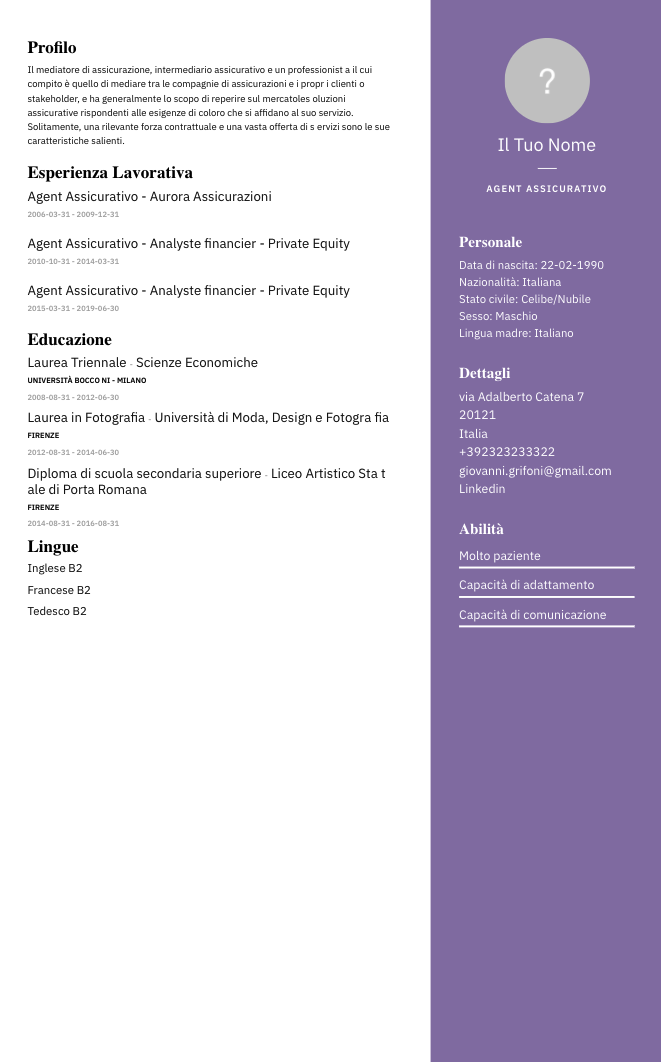 Profilo
Il mediatore di assicurazione, intermediario assicurativo e un professionist a il cui
compito è quello di mediare tra le compagnie di assicurazioni e i propr i clienti o
stakeholder, e ha generalmente lo scopo di reperire sul mercatoles oluzioni
assicurative rispondenti alle esigenze di coloro che si affidano al suo servizio.
Solitamente, una rilevante forza contrattuale e una vasta offerta di s ervizi sono le sue
caratteristiche salienti.
Esperienza Lavorativa
Agent Assicurativo - Aurora Assicurazioni
2006-03-31 - 2009-12-31
Agent Assicurativo - Analyste financier - Private Equity
2010-10-31 - 2014-03-31
Agent Assicurativo - Analyste financier - Private Equity
2015-03-31 - 2019-06-30
Educazione
Laurea Triennale - Scienze Economiche
UNIVERSITÀ BOCCO NI - MILANO
2008-08-31 - 2012-06-30
Laurea in Fotografia - Università di Moda, Design e Fotogra fia
FIRENZE
2012-08-31 - 2014-06-30
Diploma di scuola secondaria superiore - Liceo Artistico Sta t
ale di Porta Romana
FIRENZE
2014-08-31 - 2016-08-31
Lingue
Inglese B2
Francese B2
Tedesco B2
?
Il Tuo Nome
AGENT ASSICURATIVO
Personale
Data di nascita: 22-02-1990
Nazionalità: Italiana
Stato civile: Celibe/Nubile
Sesso: Maschio
Lingua madre: Italiano
Dettagli
via Adalberto Catena 7
20121
Italia
+392323233322
giovanni.grifoni@gmail.com
Linkedin
Abilità
Molto paziente
Capacità di adattamento
Capacità di comunicazione